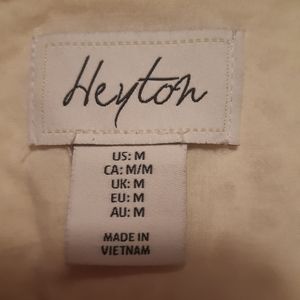 Heyton
US: M
CA: M/M
UK: M
EU: M
AU: M
MADE IN
VIETNAM